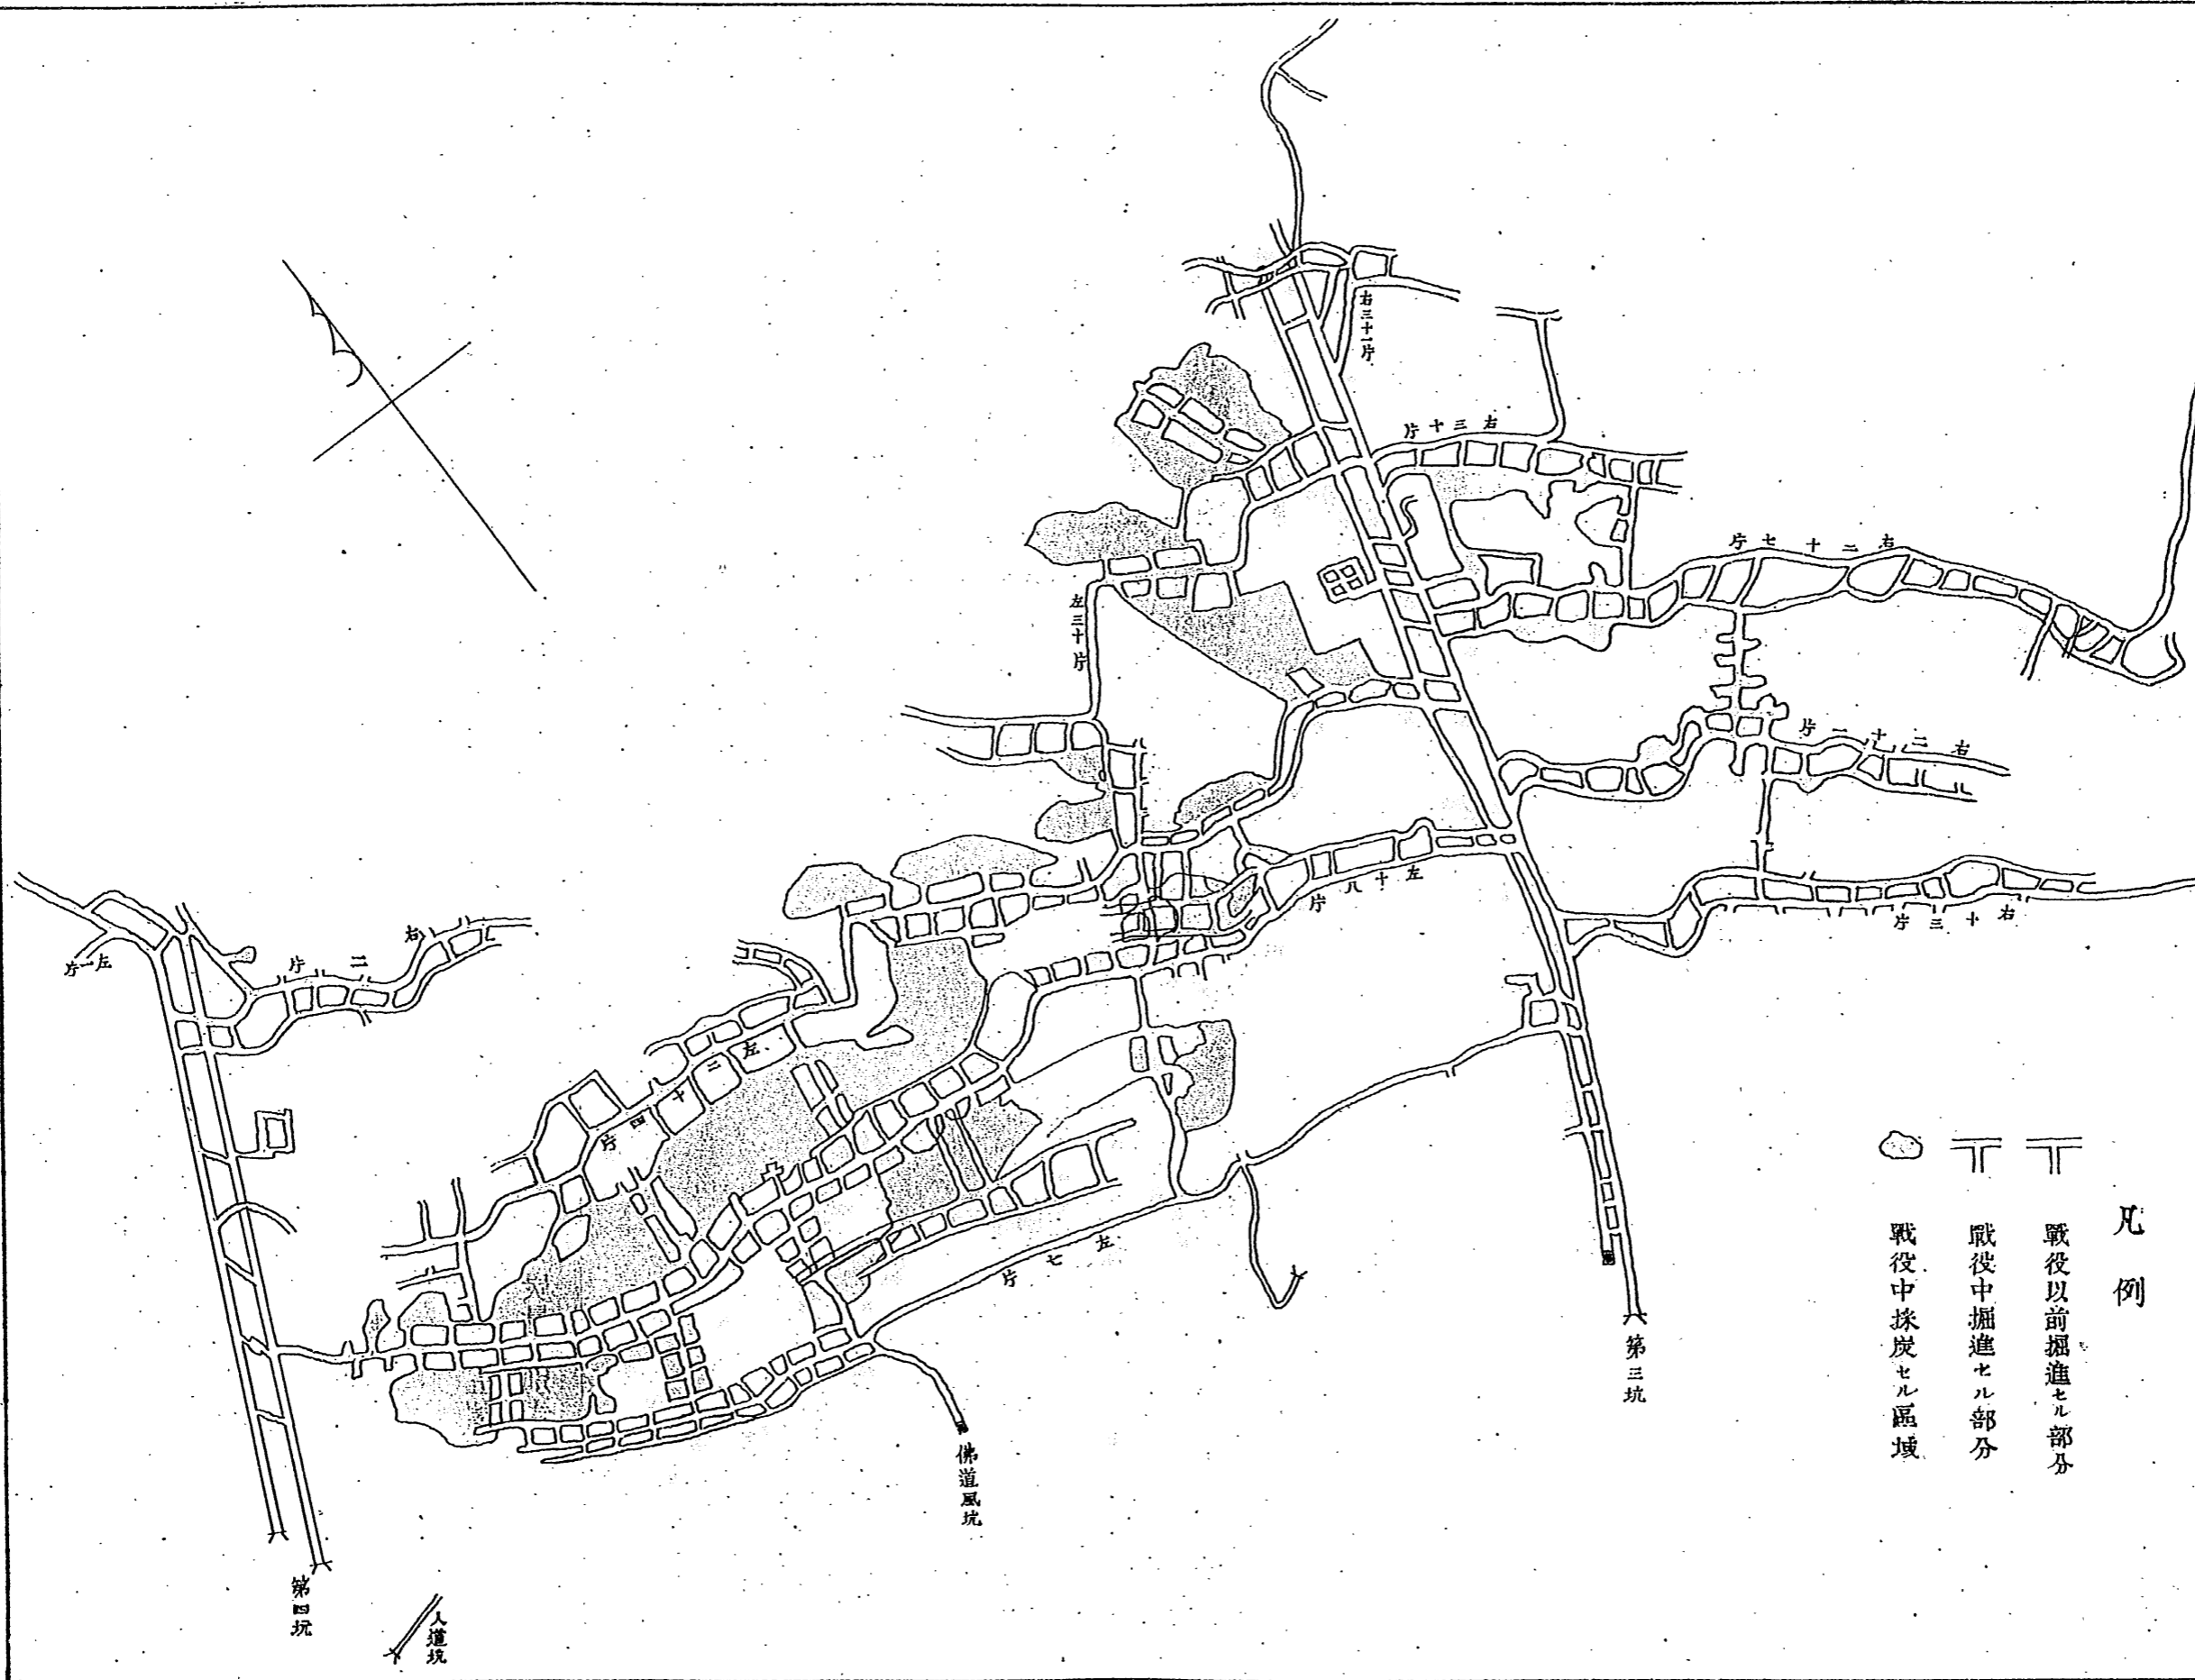 凡例
戰役以前掘進セル部分
戰役中掘進セル部分
戰役中採炭セル區域
右三十一片
右三十片
右二十七片
右二十二片
右十三片
左三十片
左十八片
左二十四片
左七片
右二片
左一片
第三坑
佛道風坑
第四坑
人道坑